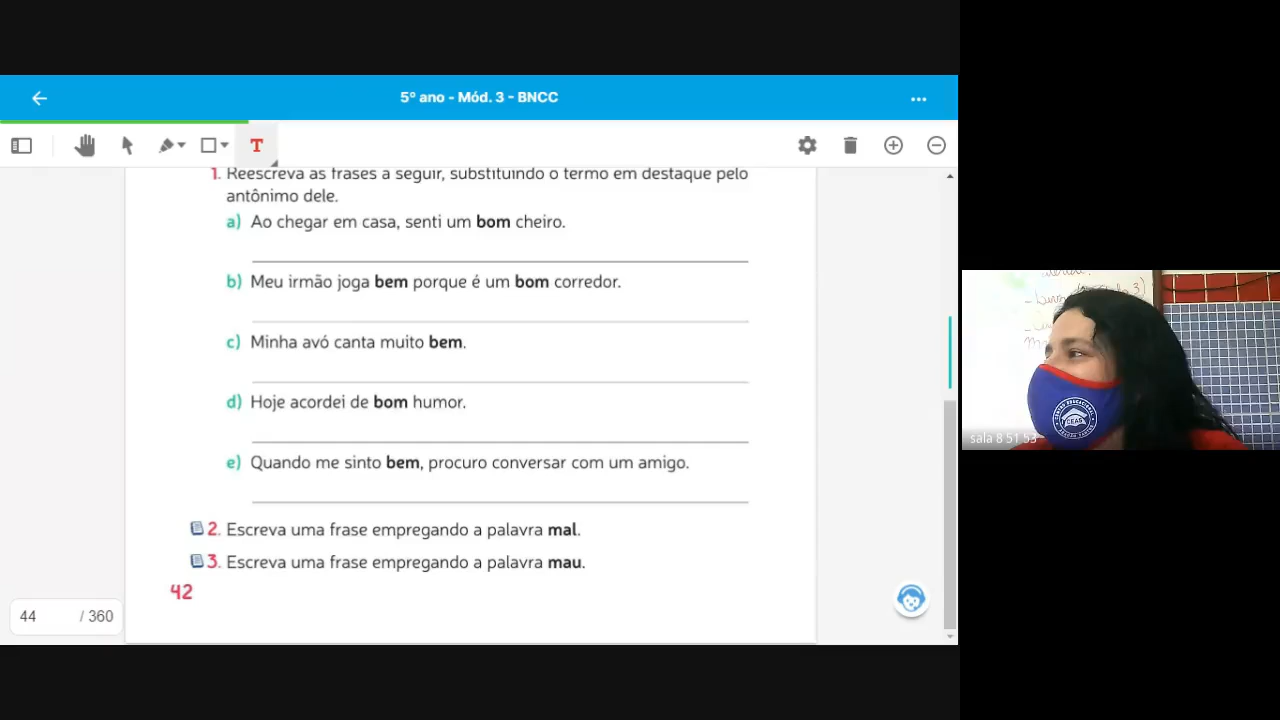 5º ano - Mód. 3 - BNCC
T
1. Reescreva as frases a seguir, substituindo o termo em destaque pelo
antônimo dele.
a) Ao chegar em casa, senti um bom cheiro.
b) Meu irmão joga bem porque é um bom corredor.
c) Minha avó canta muito bem.
d) Hoje acordei de bom humor.
e) Quando me sinto bem, procuro conversar com um amigo.
2. Escreva uma frase empregando a palavra mal.
3. Escreva uma frase empregando a palavra mau.
42
44 / 360
sala 8 51 53